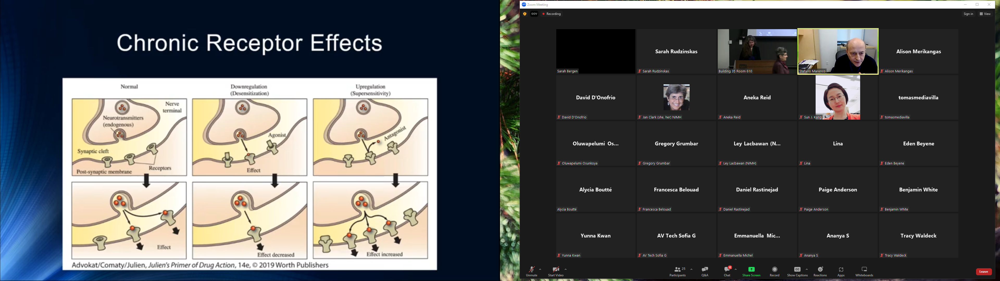 Chronic Receptor Effects
Normal
Downregulation
(Desensitization)
Upregulation
(Supersensitivity)
Nerve
terminal
Neurotransmitters
(endogenous)
Synaptic cleft
Post-synaptic membrane
Receptors
Agonist
Effect
Antagonist
Effect
Effect decreased
Effect increased
Advokat/Comaty/Julien, Julien's Primer of Drug Action, 14e, © 2019 Worth Publishers
zm Zoom Meeting
GOV Recording
Sign in View
Sarah Bergen
Sarah Rudzinskas
Sarah Rudzinskas
Building 35 Room 610
Stefano Marenco
Alison Merikangas
Alison Merikangas
David D'Onofrio
David D'Onofrio
Jan Clark (she, her) NIMH
Aneka Reid
Aneka Reid
Sun J. Kang
tomasmediavilla
tomasmediavilla
Oluwapelumi Os...
Oluwapelumi Osunkoya
Gregory Grumbar
Gregory Grumbar
Ley Lacbawan (N...
Ley Lacbawan (NIMH)
Lina
Lina
Eden Beyene
Eden Beyene
Alycia Boutté
Alycia Boutté
Francesca Belouad
Francesca Belouad
Daniel Rastinejad
Daniel Rastinejad
Paige Anderson
Paige Anderson
Benjamin White
Benjamin White
Yunna Kwan
Yunna Kwan
AV Tech Sofia G
AV Tech Sofia G
Emmanuella Mic...
Emmanuella Michel
Ananya S
Ananya S
Tracy Waldeck
Tracy Waldeck
Unmute
Start Video
25
Participants
Q&A
4
Chat
Share Screen
Record
CC
Show Captions
Reactions
Apps
Whiteboards
Leave